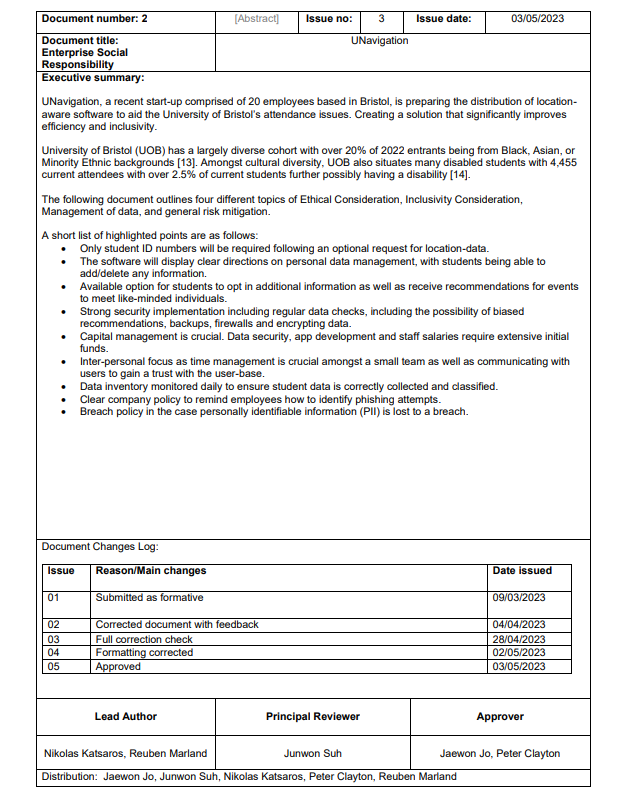 Document number: 2 [Abstract] Issue no: 3 Issue date: 03/05/2023
Document title: UNavigation
Enterprise Social
Responsibility
Executive summary:
UNavigation, a recent start-up comprised of 20 employees based in Bristol, is preparing the distribution of location-
aware software to aid the University of Bristol's attendance issues. Creating a solution that significantly improves
efficiency and inclusivity.
University of Bristol (UOB) has a largely diverse cohort with over 20% of 2022 entrants being from Black, Asian, or
Minority Ethnic backgrounds [13]. Amongst cultural diversity, UOB also situates many disabled students with 4,455
current attendees with over 2.5% of current students further possibly having a disability [14].
The following document outlines four different topics of Ethical Consideration, Inclusivity Consideration,
Management of data, and general risk mitigation.
A short list of highlighted points are as follows:
• Only student ID numbers will be required following an optional request for location-data.
• The software will display clear directions on personal data management, with students being able to
add/delete any information.
• Available option for students to opt in additional information as well as receive recommendations for events
to meet like-minded individuals.
• Strong security implementation including regular data checks, including the possibility of biased
recommendations, backups, firewalls and encrypting data.
• Capital management is crucial. Data security, app development and staff salaries require extensive initial
funds.
• Inter-personal focus as time management is crucial amongst a small team as well as communicating with
users to gain a trust with the user-base.
• Data inventory monitored daily to ensure student data is correctly collected and classified.
• Clear company policy to remind employees how to identify phishing attempts.
• Breach policy in the case personally identifiable information (PII) is lost to a breach.
Document Changes Log:
Issue Reason/Main changes Date issued
01 Submitted as formative 09/03/2023
02 Corrected document with feedback 04/04/2023
03 Full correction check 28/04/2023
04 Formatting corrected 02/05/2023
05 Approved 03/05/2023
Lead Author Principal Reviewer Approver
Nikolas Katsaros, Reuben Marland Junwon Suh Jaewon Jo, Peter Clayton
Distribution: Jaewon Jo, Junwon Suh, Nikolas Katsaros, Peter Clayton, Reuben Marland